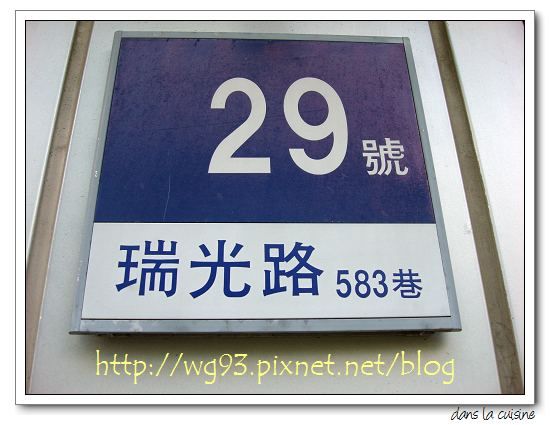 29號
瑞光路 583巷
http://wg93.pixnet.net/blog
dans la cuisine